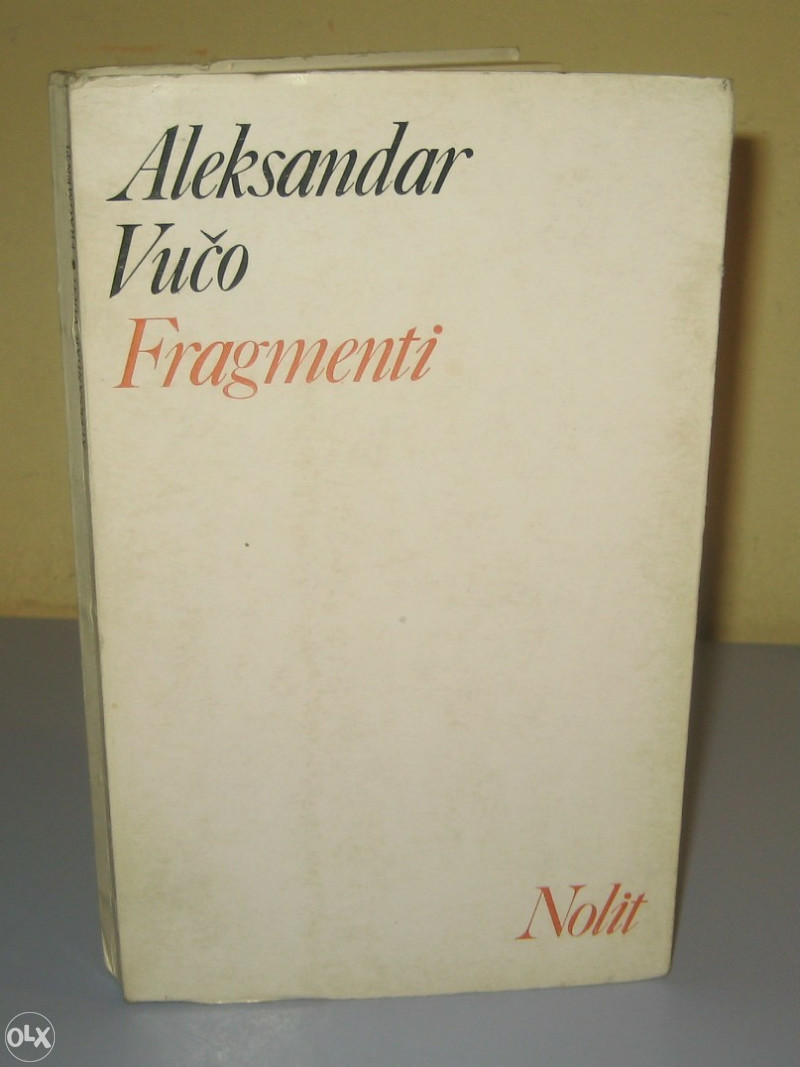 Aleksandar
Vučo
Fragmenti
Nolit
OLX